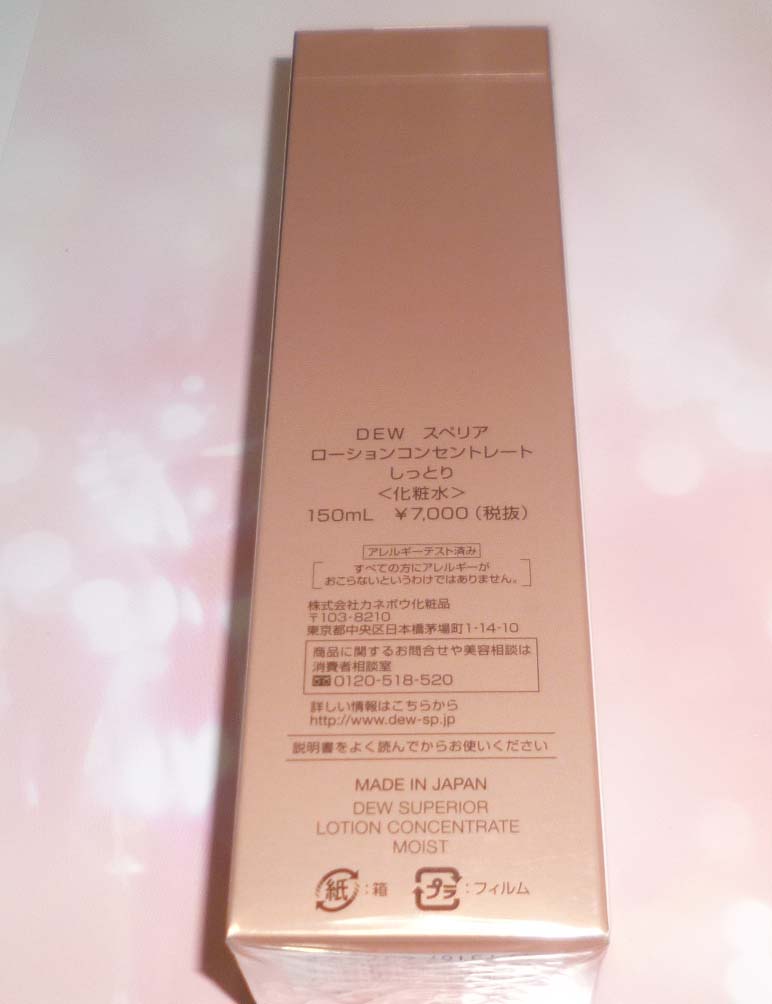 DEW スペリア
ローションコンセントレート
しっとり
<化粧水>
150mL ¥7,000(税抜)
アレルギーテスト済み
すべての方にアレルギーが
おこらないというわけではありません。
株式会社カネボウ化粧品
〒103-8210
東京都中央区日本橋茅場町1-14-10
商品に関するお問合せや美容相談は
消費者相談室
0120-518-520
詳しい情報はこちらから
http://www.dew-sp.jp
説明書をよく読んでからお使いください
MADE IN JAPAN
DEW SUPERIOR
LOTION CONCENTRATE
MOIST
紙:箱 プラ:フィルム